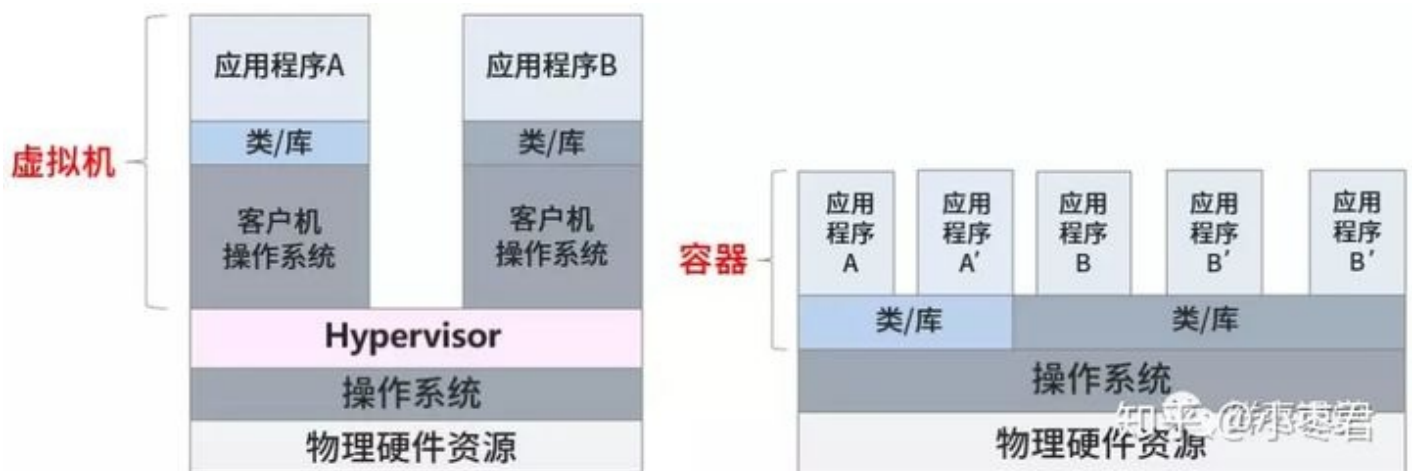 虚拟机
应用程序A
类/库
客户机
操作系统
应用程序B
类/库
客户机
操作系统
Hypervisor
操作系统
物理硬件资源
容器
应用
程序
A
应用
程序
A’
应用
程序
B
应用
程序
B’
应用
程序
B’
类/库
类/库
操作系统
物理硬件资源
知乎 @小枣君